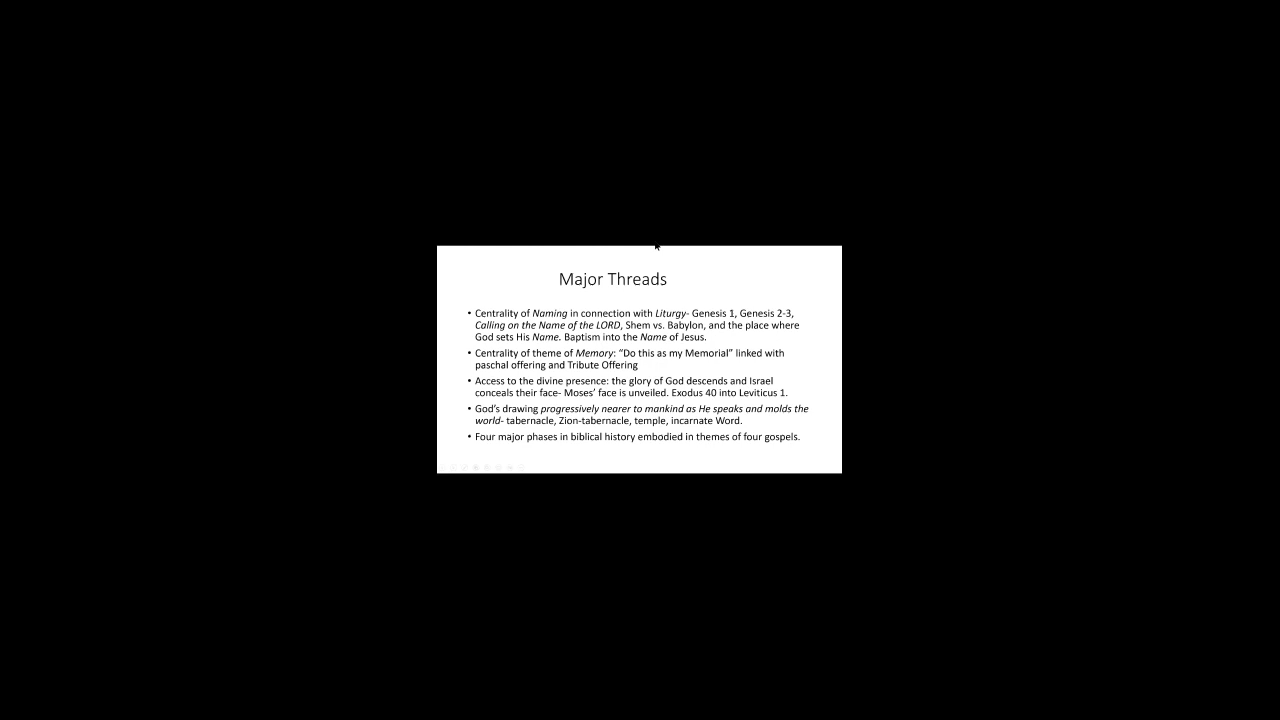 Major Threads
• Centrality of Naming in connection with Liturgy- Genesis 1, Genesis 2-3,
Calling on the Name of the LORD, Shem vs. Babylon, and the place where
God sets His Name. Baptism into the Name of Jesus.
• Centrality of theme of Memory: “Do this as my Memorial” linked with
paschal offering and Tribute Offering
• Access to the divine presence: the glory of God descends and Israel
conceals their face- Moses’ face is unveiled. Exodus 40 into Leviticus 1.
• God’s drawing progressively nearer to mankind as He speaks and molds the
world- tabernacle, Zion-tabernacle, temple, incarnate Word.
• Four major phases in biblical history embodied in themes of four gospels.